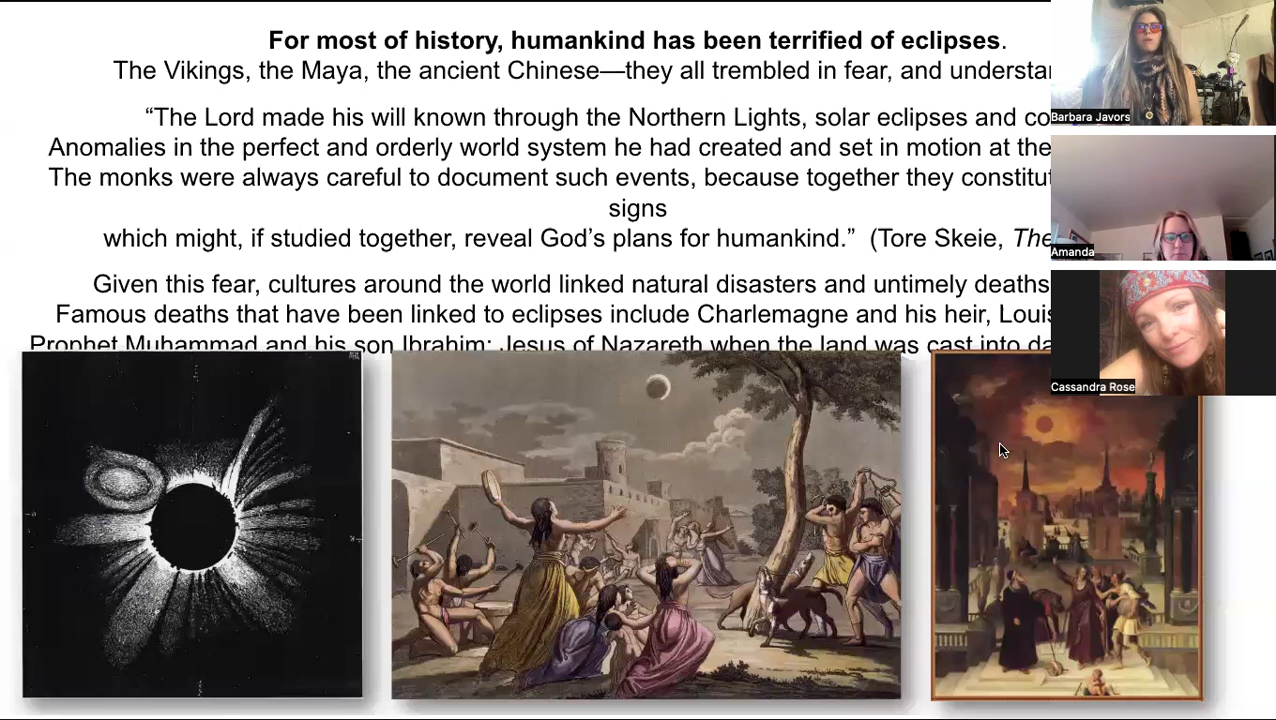 For most of history, humankind has been terrified of eclipses.
The Vikings, the Maya, the ancient Chinese—they all trembled in fear, and
“The Lord made his will known through the Northern Lights, solar eclipses and
Anomalies in the perfect and orderly world system he had created and set in motion at the
The monks were always careful to document such events, because together they
signs
which might, if studied together, reveal God’s plans for humankind.” (Tore Skeie, The
Given this fear, cultures around the world linked natural disasters and untimely deaths
Famous deaths that have been linked to eclipses include Charlemagne and his heir, Louis
Prophet Muhammad and his son Ibrahim; Jesus of Nazareth when the land was cast into
Barbara Javors
Amanda
Cassandra Rose